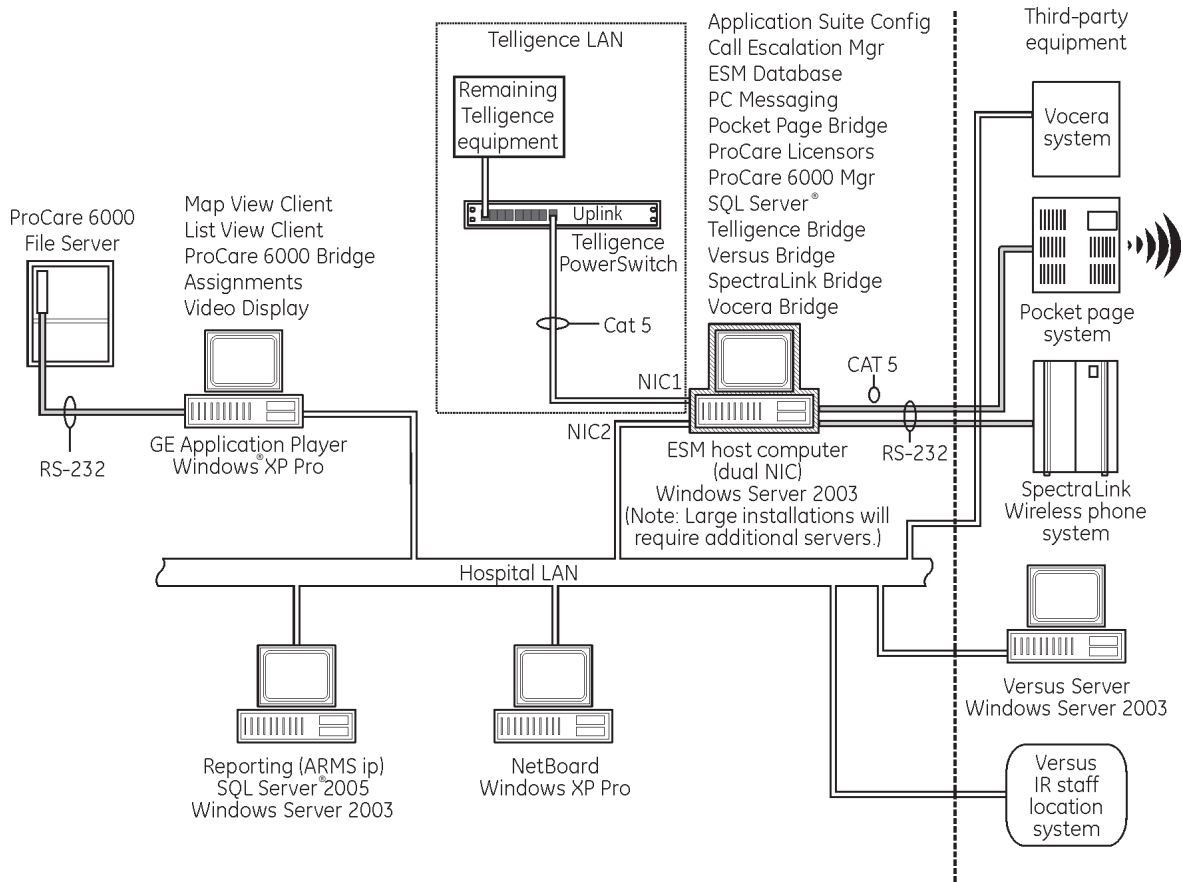 Telligence LAN
Remaining
Telligence
equipment
Uplink
Telligence
PowerSwitch
Cat 5
NIC1
NIC2
Application Suite Config
Call Escalation Mgr
ESM Database
PC Messaging
Pocket Page Bridge
ProCare Licensors
ProCare 6000 Mgr
SQL Server®
Telligence Bridge
Versus Bridge
SpectraLink Bridge
Vocera Bridge
Third-party
equipment
Vocera
system
Pocket page
system
SpectraLink
Wireless phone
system
ProCare 6000
File Server
Map View Client
List View Client
ProCare 6000 Bridge
Assignments
Video Display
RS-232
GE Application Player
Windows® XP Pro
CAT 5
RS-232
ESM host computer
(dual NIC)
Windows Server 2003
(Note: Large installations will
require additional servers.)
Hospital LAN
Reporting (ARMS ip)
SQL Server® 2005
Windows Server 2003
NetBoard
Windows XP Pro
Versus Server
Windows Server 2003
Versus
IR staff
location
system